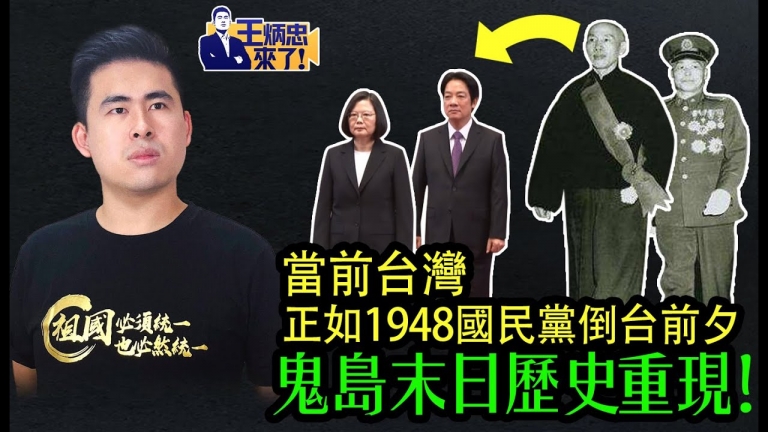 王炳忠
來了!
祖國必須統一
也必然統一
當前台灣
正如1948國民黨倒台前夕
鬼島末日歷史重現!